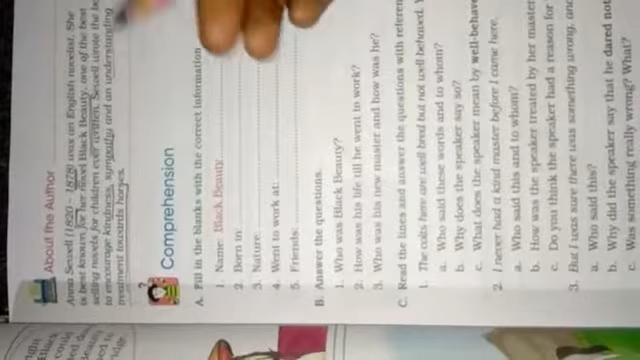 About the Author
Anna Sewell (1820 - 1878) was an English novelist. She
is best known for her novel Black Beauty, one of the best
selling novels for children ever written. Sewell wrote the
to encourage kindness, sympathy and an understanding
treatment towards horses.
Comprehension
A. Fill in the blanks with the correct information
1. Name: Black Beauty
2. Born in:
3. Nature:
4. Went to work at:
5. Friends:
B. Answer the questions.
1. Who was Black Beauty?
2. How was his life till he went to work?
3. Who was his new master and how was he?
C. Read the lines and answer the questions with
1. The colts here are well bred but not well behaved.
a. Who said these words and to whom?
b. Why does the speaker say so?
c. What does the speaker mean by well-behave
2. I never had a kind master before I came here.
a. Who said this and to whom?
b. How was the speaker treated by her master
c. Do you think the speaker had a reason for
3. But I was sure there was something wrong, and
a. Who said this?
b. Why did the speaker say that he dared not
c. Was something really wrong? What?
could